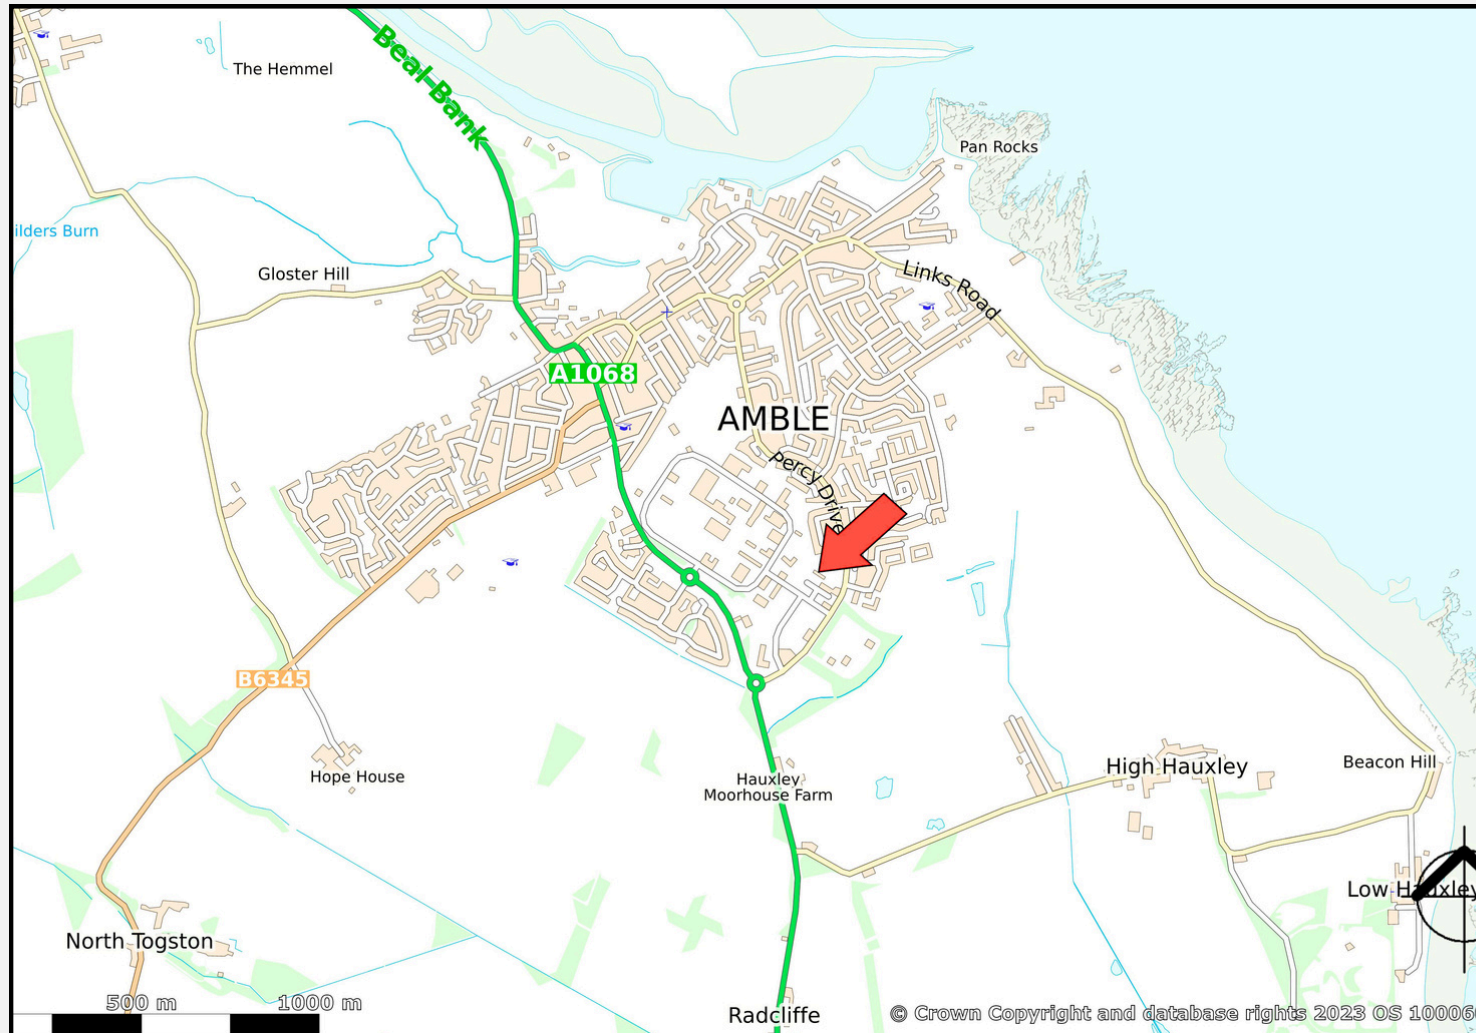 Beal Bank
The Hemmel
Pan Rocks
ilders Burn
Gloster Hill
Links Road
A1068
AMBLE
Percy Drive
B6345
Hope House
High Hauxley
Beacon Hill
Hauxley
Moorhouse Farm
Low Hauxley
North Togston
500 m
1000 m
Radcliffe
© Crown Copyright and database rights 2023 OS 10006